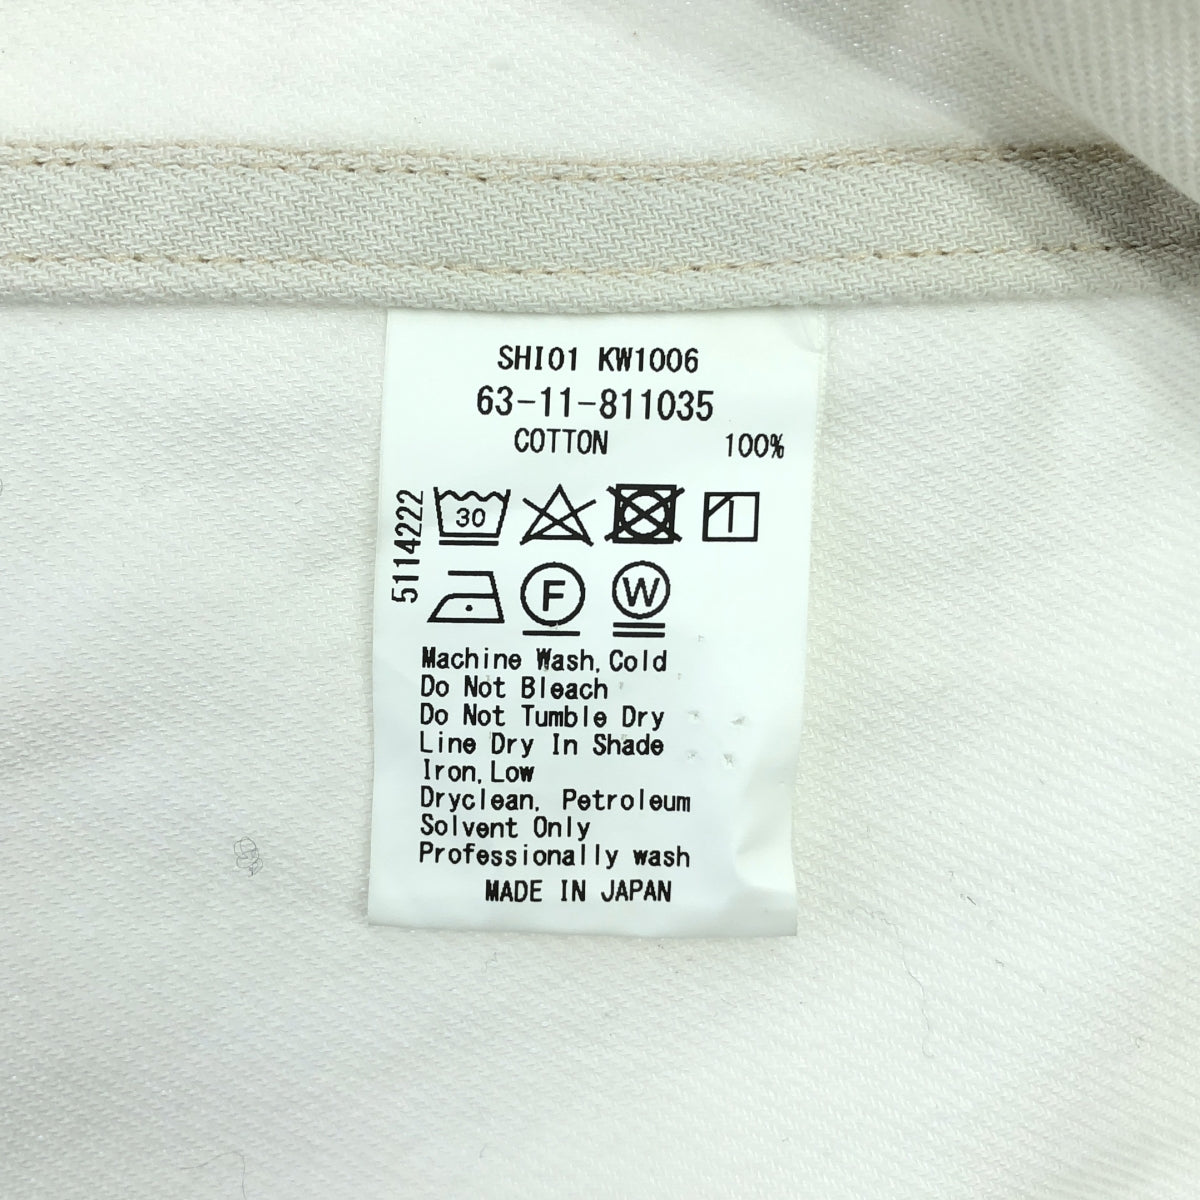 SHI01 KW1006
63-11-811035
COTTON 100%
5114222
30
F W
Machine Wash, Cold
Do Not Bleach
Do Not Tumble Dry
Line Dry In Shade
Iron, Low
Dryclean, Petroleum
Solvent Only
Professionally wash
MADE IN JAPAN